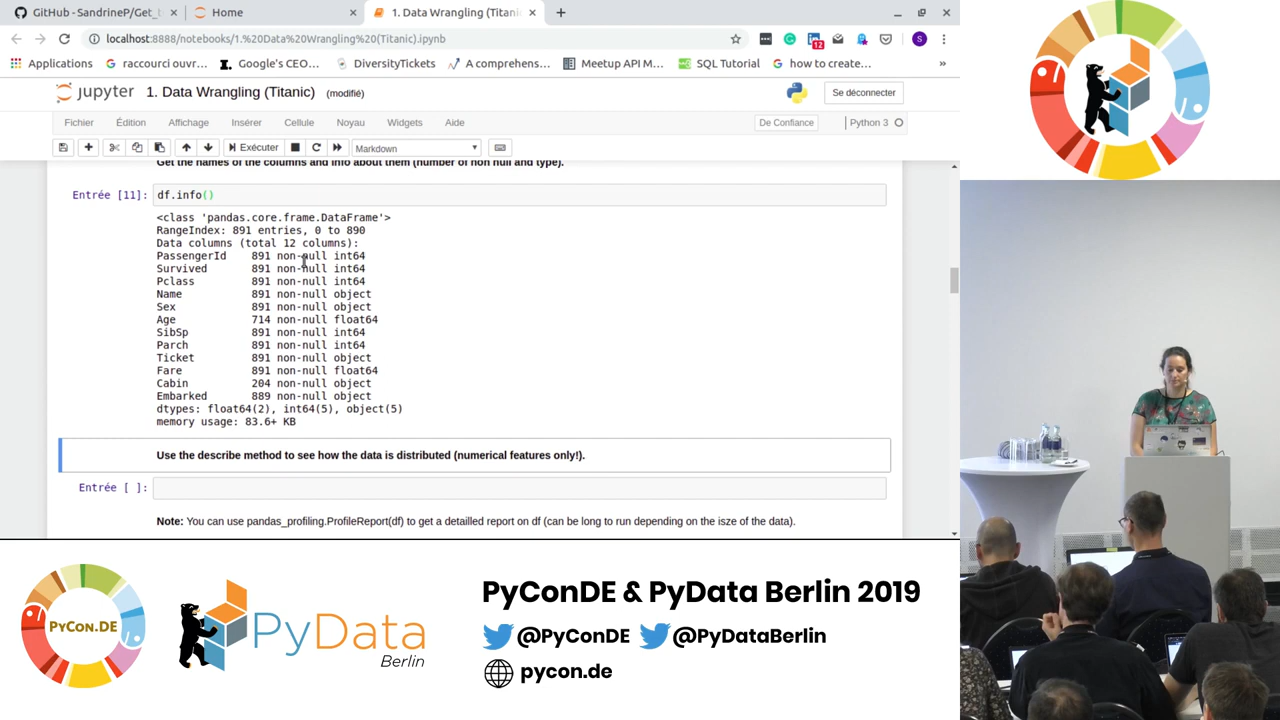 GitHub - SandrineP/Get_
Home
1. Data Wrangling (Titanic
localhost:8888/notebooks/1.%20Data%20Wrangling%20(Titanic).ipynb
12
S
Applications
raccourci ouvr…
Google's CEO…
DiversityTickets
A comprehens…
Meetup API M…
SQL Tutorial
how to create…
»
jupyter
1. Data Wrangling (Titanic)
(modifié)
Se déconnecter
Fichier
Édition
Affichage
Insérer
Cellule
Noyau
Widgets
Aide
De Confiance
Python 3
Exécuter
Markdown
Get the names of the columns and info about them (number of non null and type).
Entrée [11]:
df.info()
<class 'pandas.core.frame.DataFrame'>
RangeIndex: 891 entries, 0 to 890
Data columns (total 12 columns):
PassengerId 891 non-null int64
Survived 891 non-null int64
Pclass 891 non-null int64
Name 891 non-null object
Sex 891 non-null object
Age 714 non-null float64
SibSp 891 non-null int64
Parch 891 non-null int64
Ticket 891 non-null object
Fare 891 non-null float64
Cabin 204 non-null object
Embarked 889 non-null object
dtypes: float64(2), int64(5), object(5)
memory usage: 83.6+ KB
Use the describe method to see how the data is distributed (numerical features only!).
Entrée [ ]:
Note: You can use pandas_profiling.ProfileReport(df) to get a detailled report on df (can be long to run depending on the isze of the data).
PyCon.DE
PyData
Berlin
PyConDE & PyData Berlin 2019
@PyConDE
@PyDataBerlin
pycon.de